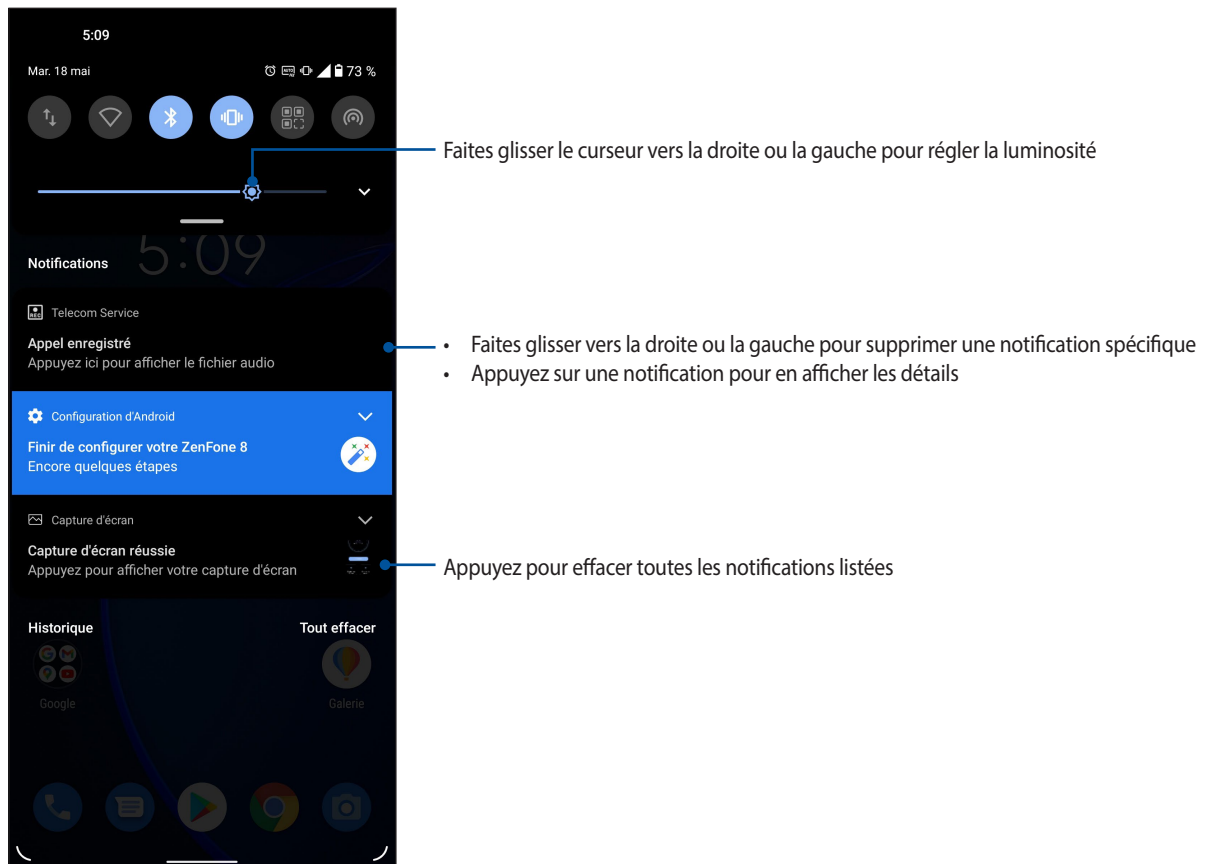 5:09
Mar. 18 mai
73 %
Faites glisser le curseur vers la droite ou la gauche pour régler la luminosité
5:09
Notifications
REC Telecom Service
Appel enregistré
Appuyez ici pour afficher le fichier audio
• Faites glisser vers la droite ou la gauche pour supprimer une notification spécifique
• Appuyez sur une notification pour en afficher les détails
Configuration d'Android
Finir de configurer votre ZenFone 8
Encore quelques étapes
Capture d'écran
Capture d'écran réussie
Appuyez pour afficher votre capture d'écran
Appuyez pour effacer toutes les notifications listées
Historique Tout effacer
Google Galerie